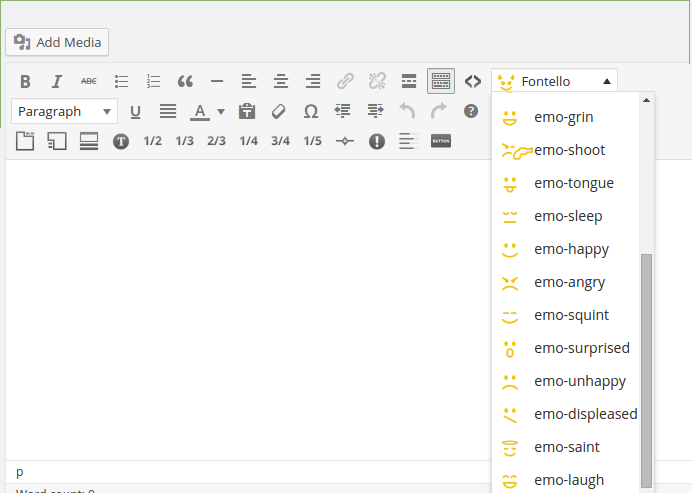 Add Media
B I ABC Fontello
Paragraph U A Ω ?
T 1/2 1/3 2/3 1/4 3/4 1/5 BUTTON
emo-grin
emo-shoot
emo-tongue
emo-sleep
emo-happy
emo-angry
emo-squint
emo-surprised
emo-unhappy
emo-displeased
emo-saint
emo-laugh
p
Word count: 0